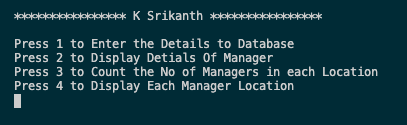 **************** K Srikanth ****************
Press 1 to Enter the Details to Database
Press 2 to Display Detials Of Manager
Press 3 to Count the No of Managers in each Location
Press 4 to Display Each Manager Location